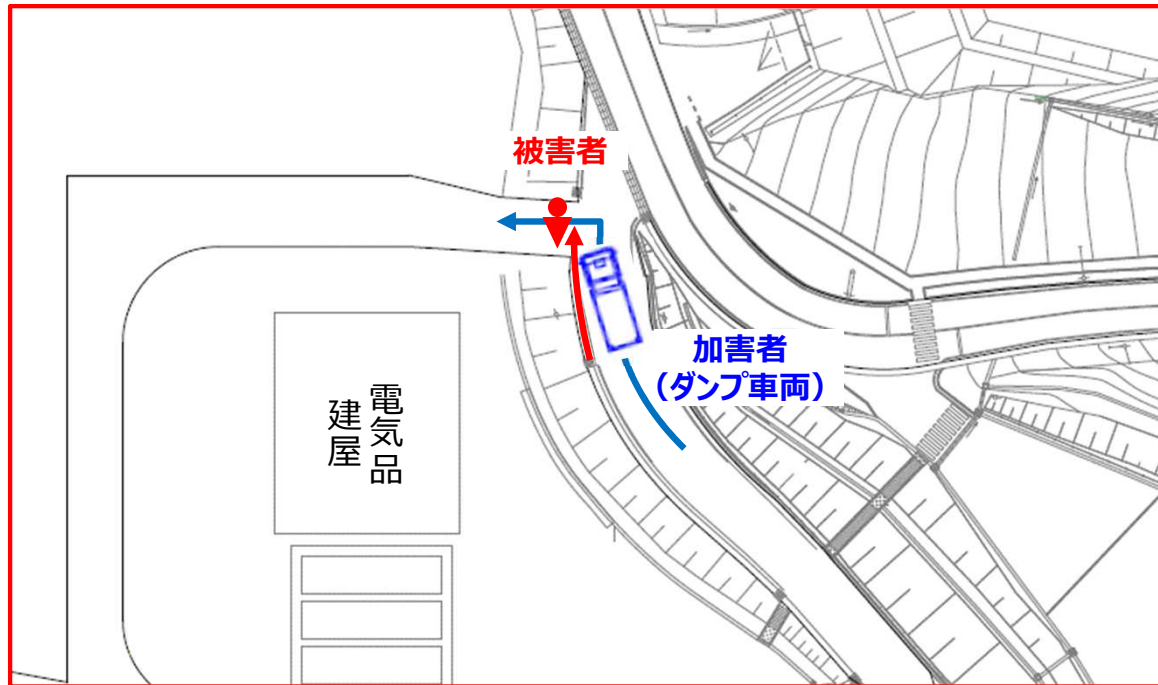 被害者
加害者
（ダンプ車両）
電気品
建屋